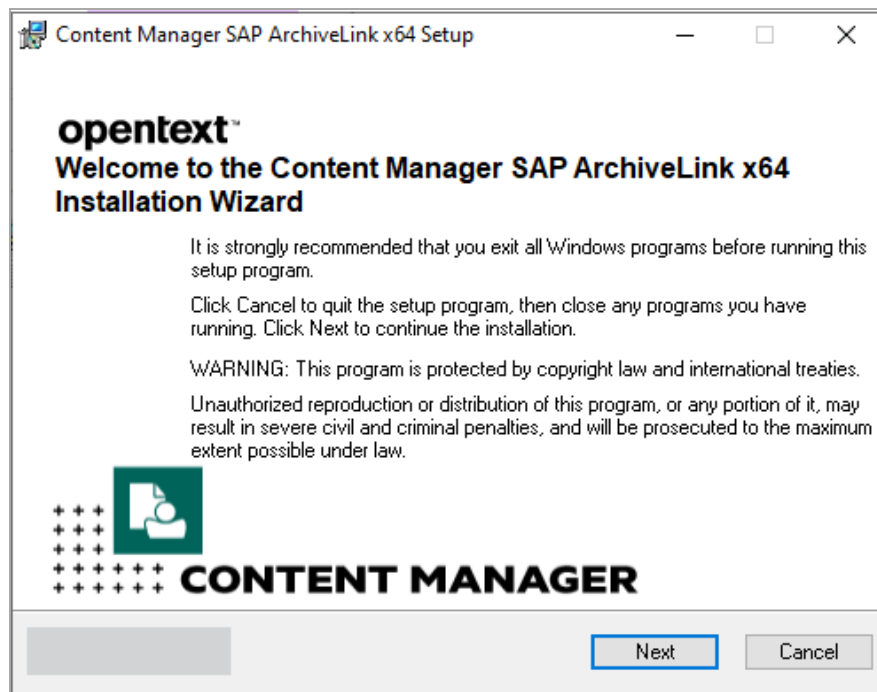 Content Manager SAP ArchiveLink x64 Setup
opentext™
Welcome to the Content Manager SAP ArchiveLink x64
Installation Wizard
It is strongly recommended that you exit all Windows programs before running this
setup program.
Click Cancel to quit the setup program, then close any programs you have
running. Click Next to continue the installation.
WARNING: This program is protected by copyright law and international treaties.
Unauthorized reproduction or distribution of this program, or any portion of it, may
result in severe civil and criminal penalties, and will be prosecuted to the maximum
extent possible under law.
CONTENT MANAGER
Next
Cancel